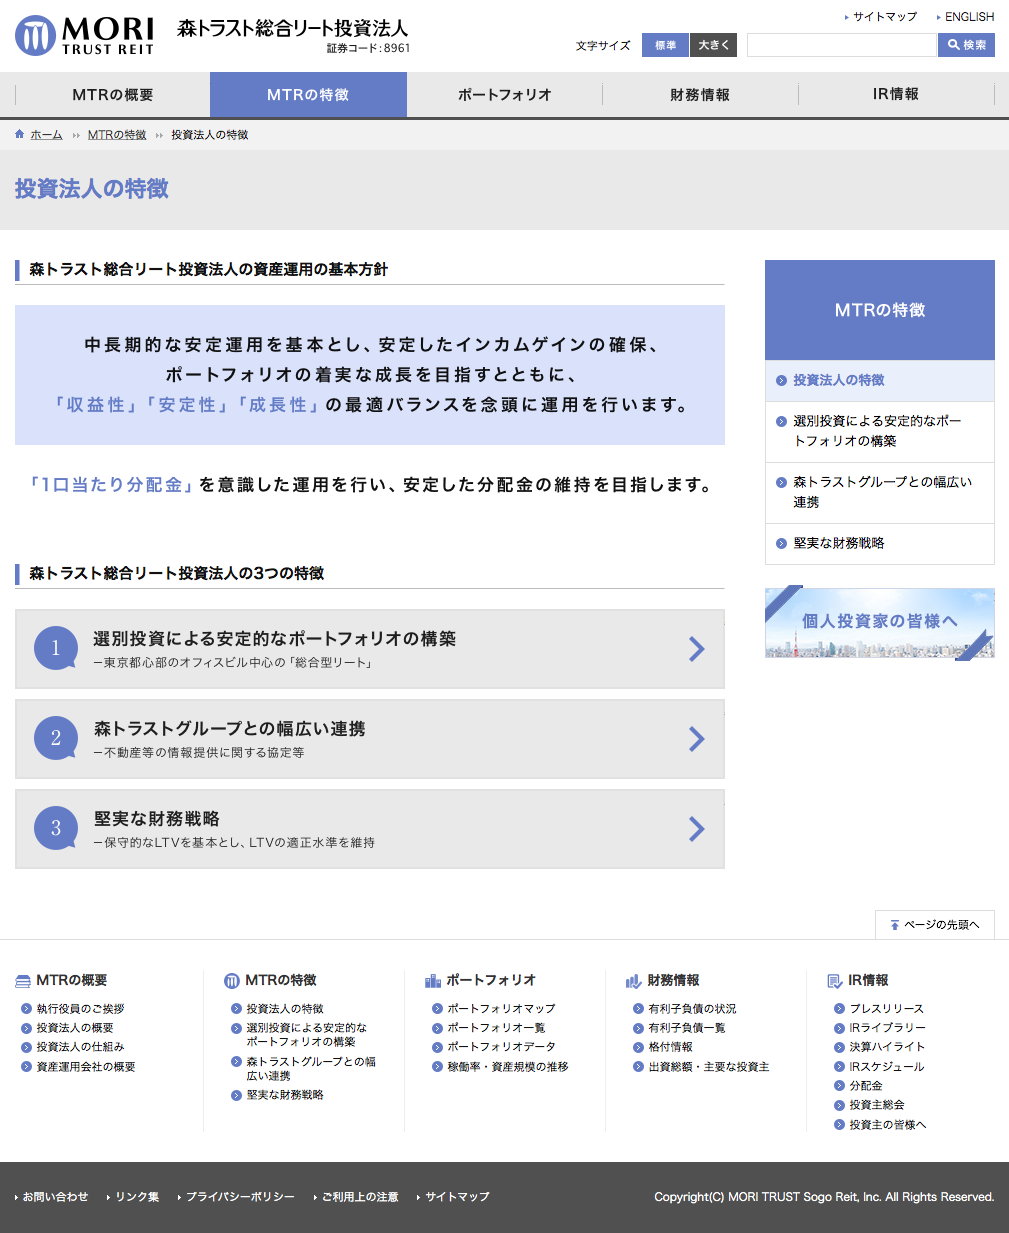 MORI
TRUST REIT
森トラスト総合リート投資法人
証券コード:8961
サイトマップ
ENGLISH
文字サイズ
標準
大きく
検索
MTRの概要
MTRの特徴
ポートフォリオ
財務情報
IR情報
ホーム
MTRの特徴
投資法人の特徴
投資法人の特徴
森トラスト総合リート投資法人の資産運用の基本方針
中長期的な安定運用を基本とし、安定したインカムゲインの確保、
ポートフォリオの着実な成長を目指すとともに、
「収益性」「安定性」「成長性」の最適バランスを念頭に運用を行います。
「1口当たり分配金」を意識した運用を行い、安定した分配金の維持を目指します。
森トラスト総合リート投資法人の3つの特徴
1
選別投資による安定的なポートフォリオの構築
−東京都心部のオフィスビル中心の「総合型リート」
2
森トラストグループとの幅広い連携
−不動産等の情報提供に関する協定等
3
堅実な財務戦略
−保守的なLTVを基本とし、LTVの適正水準を維持
MTRの特徴
投資法人の特徴
選別投資による安定的なポー
トフォリオの構築
森トラストグループとの幅広い
連携
堅実な財務戦略
個人投資家の皆様へ
ページの先頭へ
MTRの概要
執行役員のご挨拶
投資法人の概要
投資法人の仕組み
資産運用会社の概要
MTRの特徴
投資法人の特徴
選別投資による安定的な
ポートフォリオの構築
森トラストグループとの幅
広い連携
堅実な財務戦略
ポートフォリオ
ポートフォリオマップ
ポートフォリオ一覧
ポートフォリオデータ
稼働率・資産規模の推移
財務情報
有利子負債の状況
有利子負債一覧
格付情報
出資総額・主要な投資主
IR情報
プレスリリース
IRライブラリー
決算ハイライト
IRスケジュール
分配金
投資主総会
投資主の皆様へ
お問い合わせ
リンク集
プライバシーポリシー
ご利用上の注意
サイトマップ
Copyright(C) MORI TRUST Sogo Reit, Inc. All Rights Reserved.